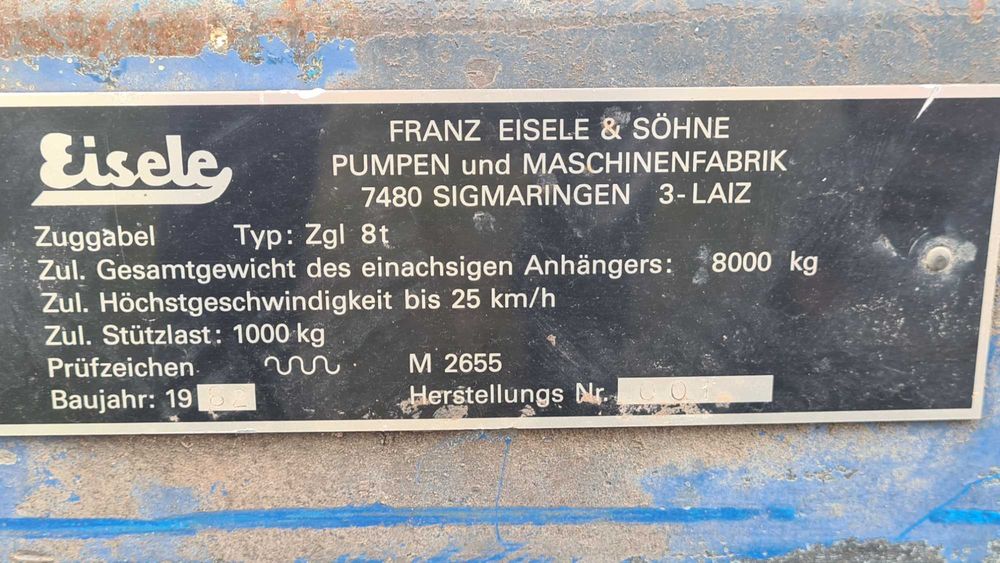 Eisele
FRANZ EISELE & SÖHNE
PUMPEN und MASCHINENFABRIK
7480 SIGMARINGEN 3-LAIZ
Zuggabel Typ: Zgl 8t
Zul. Gesamtgewicht des einachsigen Anhängers: 8000 kg
Zul. Höchstgeschwindigkeit bis 25 km/h
Zul. Stützlast: 1000 kg
Prüfzeichen M 2655
Baujahr: 19 82 Herstellungs Nr.